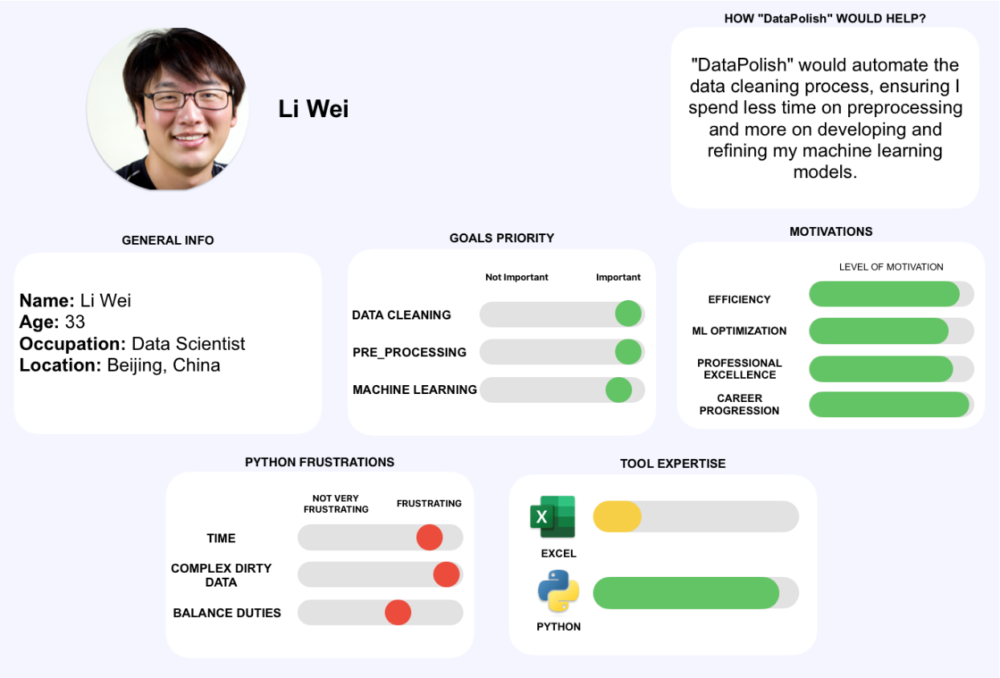 HOW "DataPolish" WOULD HELP?
"DataPolish" would automate the
data cleaning process, ensuring I
spend less time on preprocessing
and more on developing and
refining my machine learning
models.
Li Wei
GENERAL INFO
Name: Li Wei
Age: 33
Occupation: Data Scientist
Location: Beijing, China
GOALS PRIORITY
Not Important Important
DATA CLEANING
PRE_PROCESSING
MACHINE LEARNING
MOTIVATIONS
LEVEL OF MOTIVATION
EFFICIENCY
ML OPTIMIZATION
PROFESSIONAL
EXCELLENCE
CAREER
PROGRESSION
PYTHON FRUSTRATIONS
NOT VERY
FRUSTRATING
FRUSTRATING
TIME
COMPLEX DIRTY
DATA
BALANCE DUTIES
TOOL EXPERTISE
X
EXCEL
PYTHON